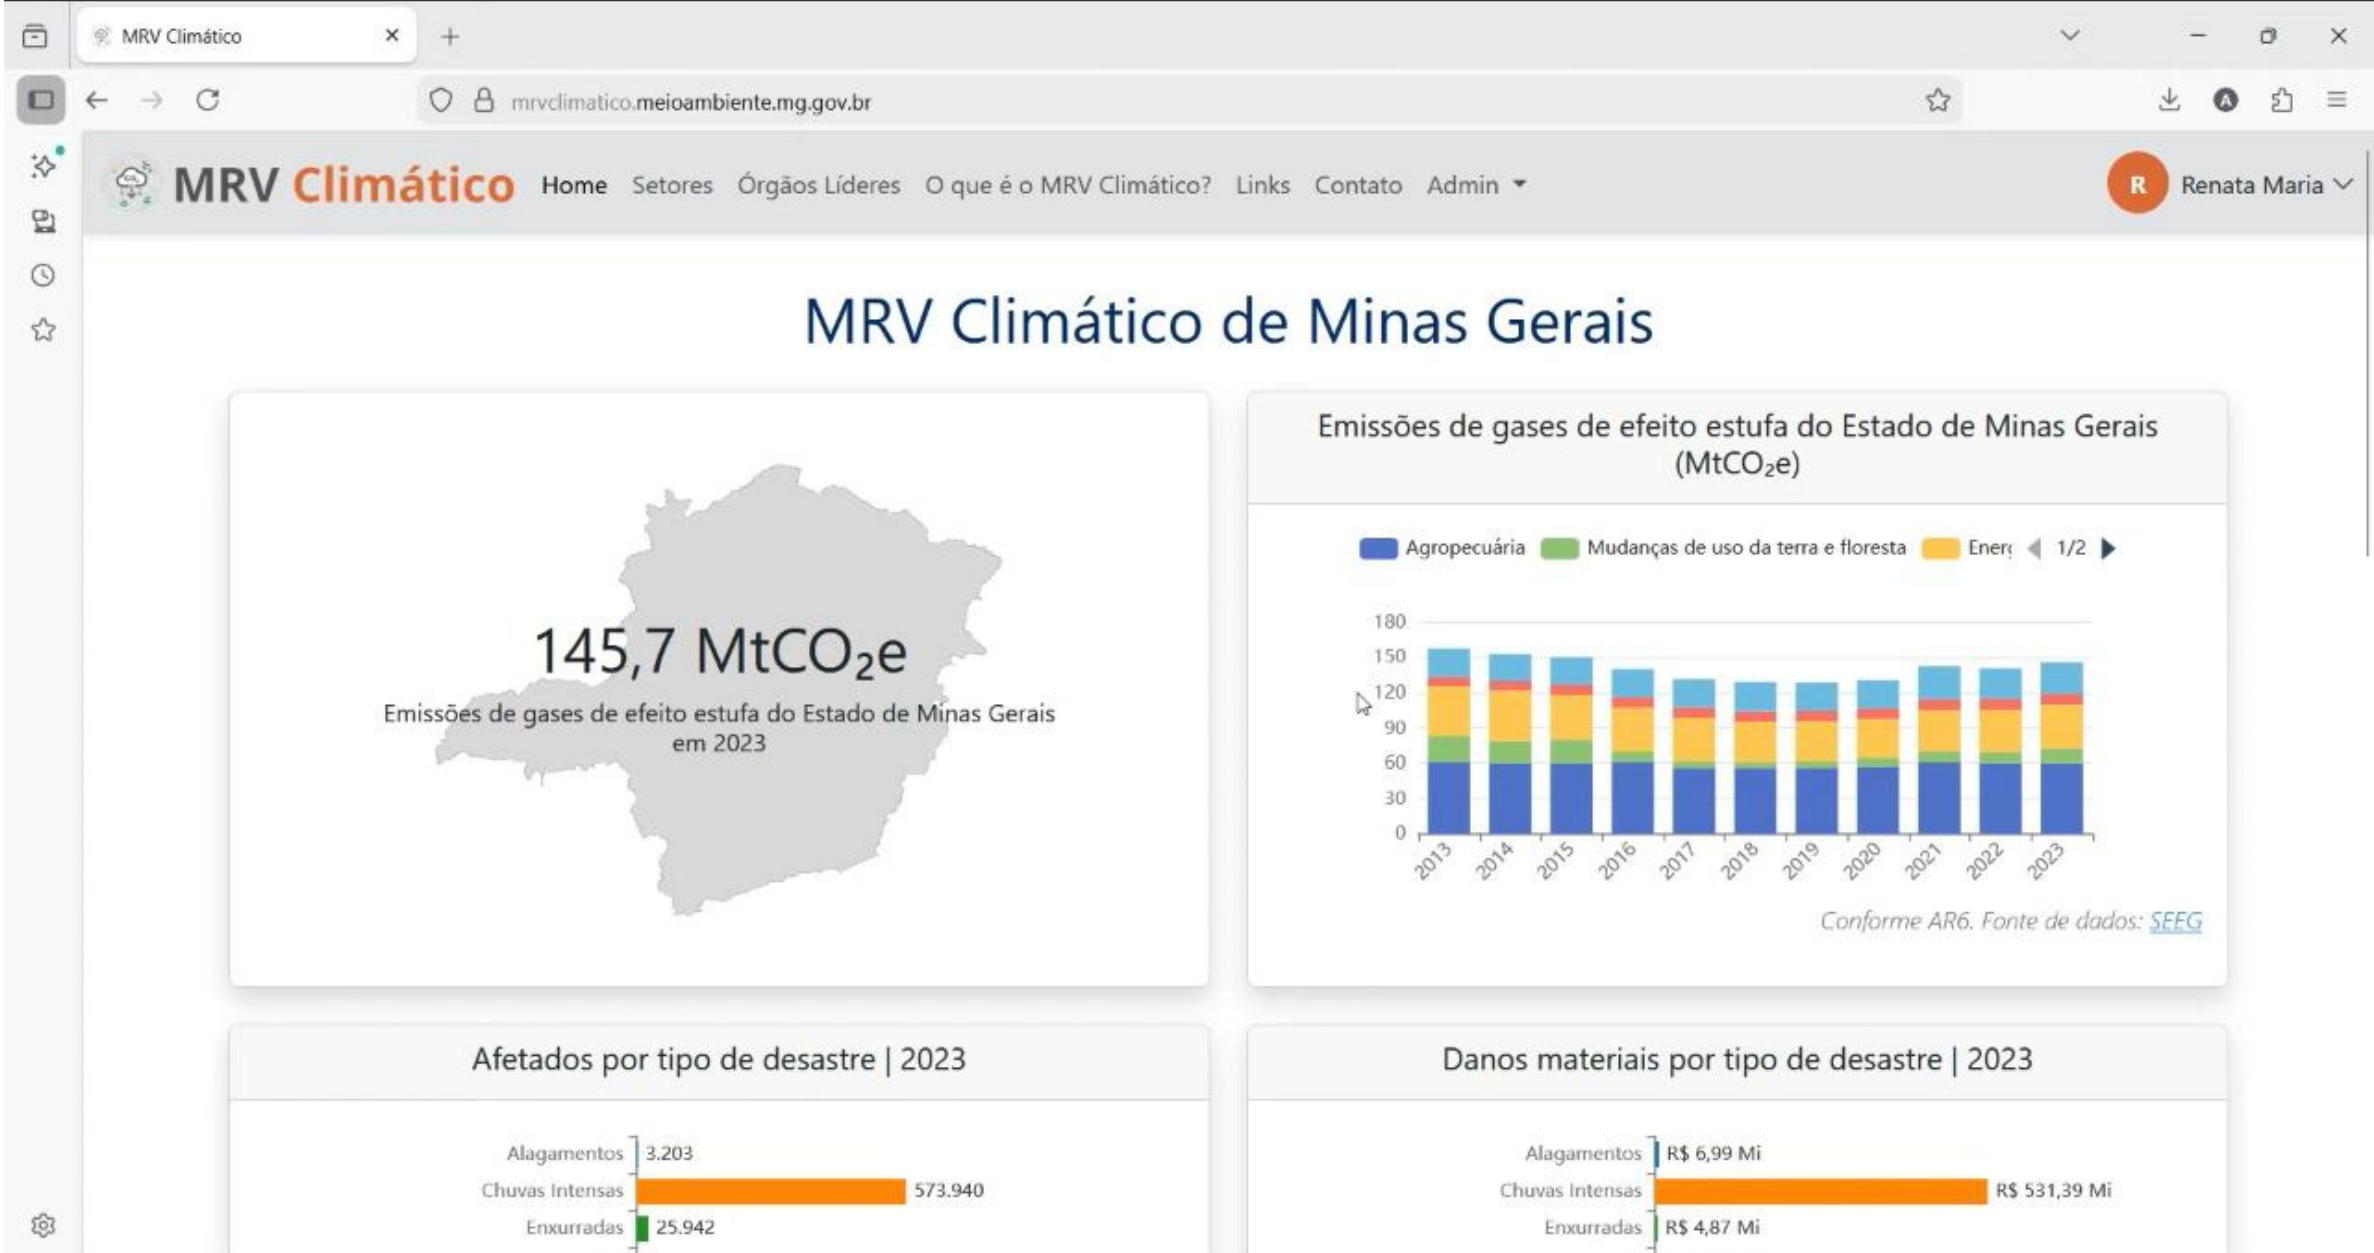 MRV Climático
mrvclimatico.meioambiente.mg.gov.br
A
MRV Climático Home Setores Órgãos Líderes O que é o MRV Climático? Links Contato Admin R Renata Maria
MRV Climático de Minas Gerais
145,7 MtCO₂e
Emissões de gases de efeito estufa do Estado de Minas Gerais
em 2023
Emissões de gases de efeito estufa do Estado de Minas Gerais
(MtCO₂e)
Agropecuária Mudanças de uso da terra e floresta 1/2
180
150
120
90
60
30
0
2013 2014 2015 2016 2017 2018 2019 2020 2021 2022 2023
Conforme AR6. Fonte de dados: SEEG
Afetados por tipo de desastre | 2023
Alagamentos 3.203
Chuvas Intensas 573.940
Enxurradas 25.942
Danos materiais por tipo de desastre | 2023
Alagamentos R$ 6,99 Mi
Chuvas Intensas R$ 531,39 Mi
Enxurradas R$ 4,87 Mi